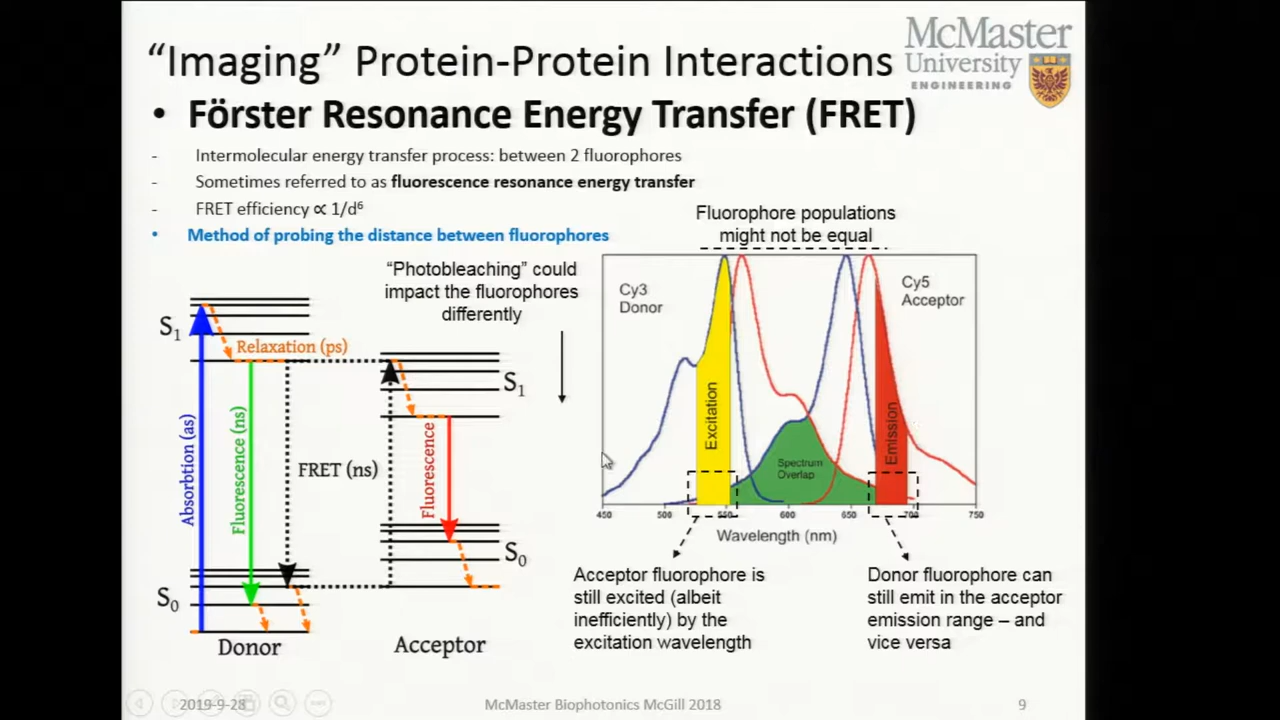 "Imaging" Protein-Protein Interactions
McMaster
University
ENGINEERING
• Förster Resonance Energy Transfer (FRET)
- Intermolecular energy transfer process: between 2 fluorophores
- Sometimes referred to as fluorescence resonance energy transfer
- FRET efficiency ∝ 1/d⁶
• Method of probing the distance between fluorophores
Fluorophore populations
might not be equal
"Photobleaching" could
impact the fluorophores
differently
S₁
Relaxation (ps)
Absorbtion (as)
Fluorescence (ns)
FRET (ns)
S₁
Fluorescence
S₀
S₀
Donor
Acceptor
Cy3
Donor
Cy5
Acceptor
Excitation
Spectrum
Overlap
Emission
450 500 550 600 650 700 750
Wavelength (nm)
Acceptor fluorophore is
still excited (albeit
inefficiently) by the
excitation wavelength
Donor fluorophore can
still emit in the acceptor
emission range – and
vice versa
2019-9-28
McMaster Biophotonics McGill 2018
9